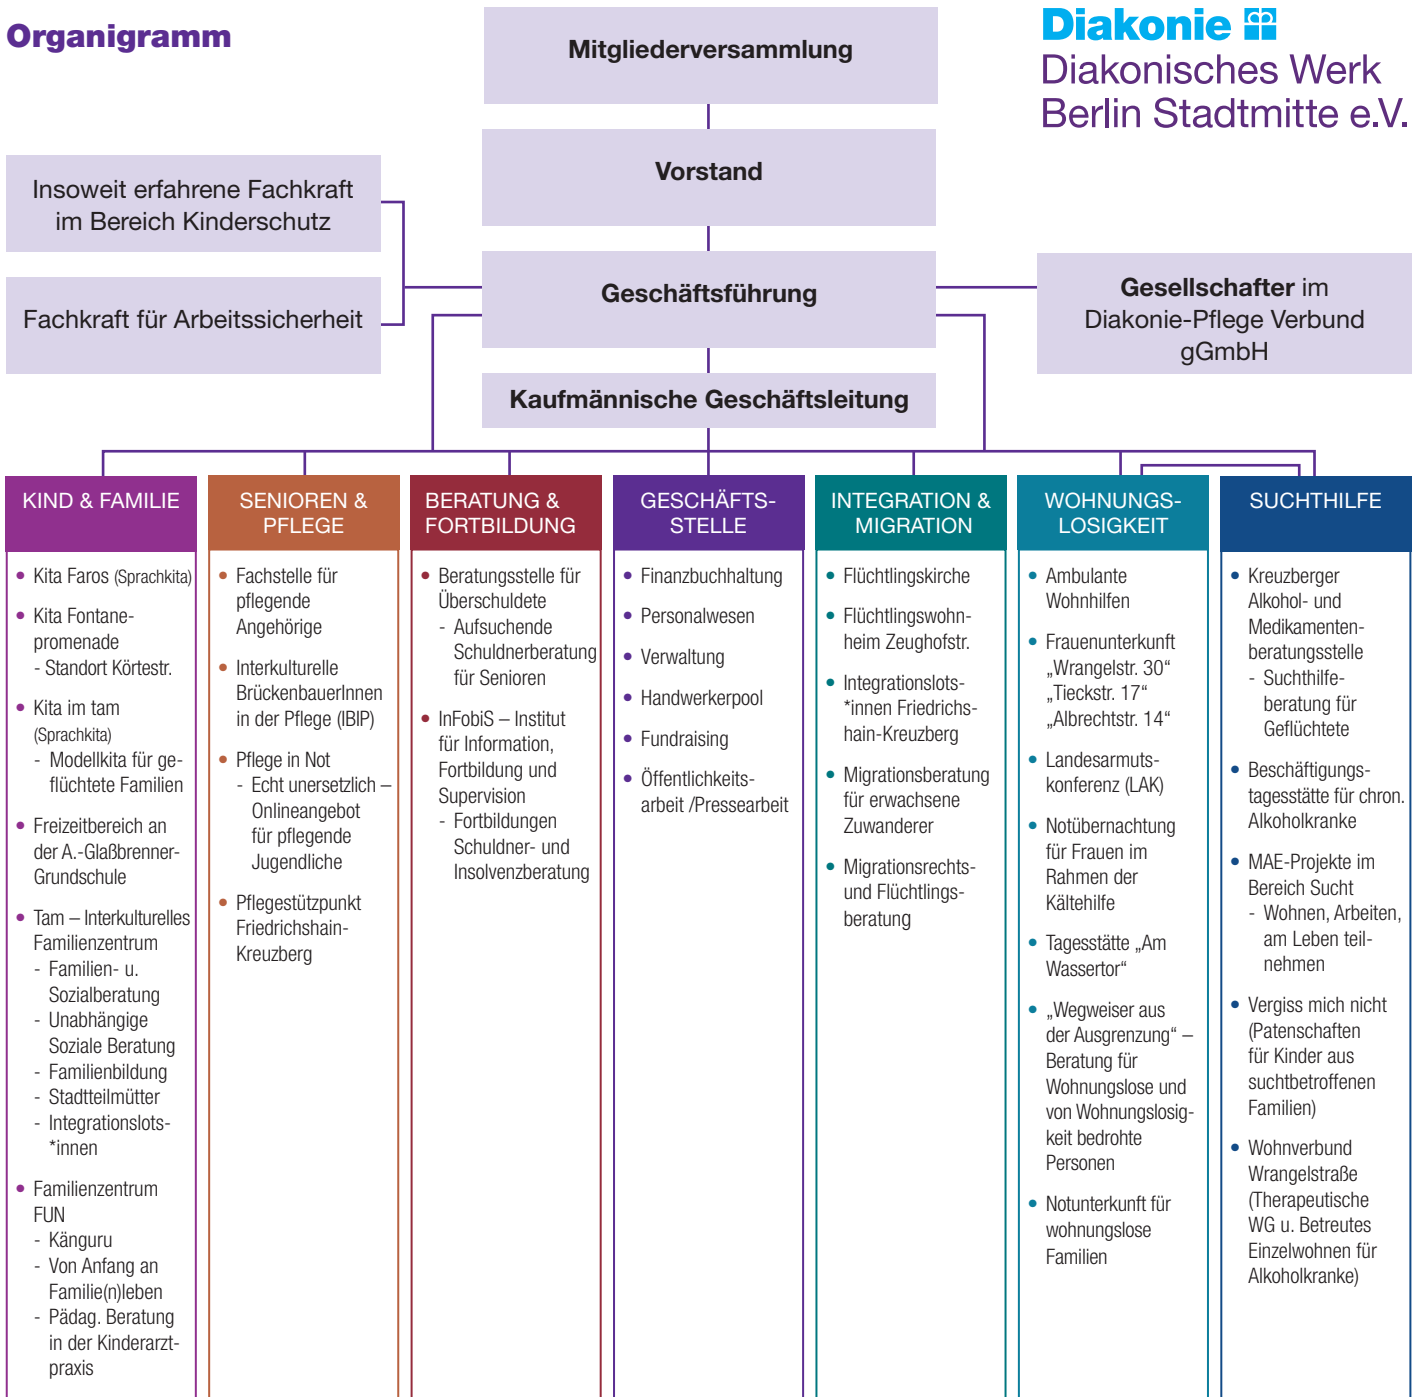 Organigramm
Diakonie
Diakonisches Werk
Berlin Stadtmitte e.V.
Mitgliederversammlung
Vorstand
Insoweit erfahrene Fachkraft
im Bereich Kinderschutz
Fachkraft für Arbeitssicherheit
Geschäftsführung
Gesellschafter im
Diakonie-Pflege Verbund
gGmbH
Kaufmännische Geschäftsleitung
KIND & FAMILIE
• Kita Faros (Sprachkita)
• Kita Fontane-
promenade
- Standort Körtestr.
• Kita im tam
(Sprachkita)
- Modellkita für ge-
flüchtete Familien
• Freizeitbereich an
der A.-Glaßbrenner-
Grundschule
• Tam – Interkulturelles
Familienzentrum
- Familien- u.
Sozialberatung
- Unabhängige
Soziale Beratung
- Familienbildung
- Stadtteilmütter
- Integrationslots-
*innen
• Familienzentrum
FUN
- Känguru
- Von Anfang an
Familie(n)leben
- Pädag. Beratung
in der Kinderarzt-
praxis
SENIOREN &
PFLEGE
• Fachstelle für
pflegende
Angehörige
• Interkulturelle
BrückenbauerInnen
in der Pflege (IBIP)
• Pflege in Not
- Echt unersetzlich –
Onlineangebot
für pflegende
Jugendliche
• Pflegestützpunkt
Friedrichshain-
Kreuzberg
BERATUNG &
FORTBILDUNG
• Beratungsstelle für
Überschuldete
- Aufsuchende
Schuldnerberatung
für Senioren
• InFobiS – Institut
für Information,
Fortbildung und
Supervision
- Fortbildungen
Schuldner- und
Insolvenzberatung
GESCHÄFTS-
STELLE
• Finanzbuchhaltung
• Personalwesen
• Verwaltung
• Handwerkerpool
• Fundraising
• Öffentlichkeits-
arbeit /Pressearbeit
INTEGRATION &
MIGRATION
• Flüchtlingskirche
• Flüchtlingswohn-
heim Zeughofstr.
• Integrationslots-
*innen Friedrichs-
hain-Kreuzberg
• Migrationsberatung
für erwachsene
Zuwanderer
• Migrationsrechts-
und Flüchtlings-
beratung
WOHNUNGS-
LOSIGKEIT
• Ambulante
Wohnhilfen
• Frauenunterkunft
„Wrangelstr. 30“
„Tieckstr. 17“
„Albrechtstr. 14“
• Landesarmuts-
konferenz (LAK)
• Notübernachtung
für Frauen im
Rahmen der
Kältehilfe
• Tagesstätte „Am
Wassertor“
• „Wegweiser aus
der Ausgrenzung“ –
Beratung für
Wohnungslose und
von Wohnungslosig-
keit bedrohte
Personen
• Notunterkunft für
wohnungslose
Familien
SUCHTHILFE
• Kreuzberger
Alkohol- und
Medikamenten-
beratungsstelle
- Suchthilfe-
beratung für
Geflüchtete
• Beschäftigungs-
tagesstätte für chron.
Alkoholkranke
• MAE-Projekte im
Bereich Sucht
- Wohnen, Arbeiten,
am Leben teil-
nehmen
• Vergiss mich nicht
(Patenschaften
für Kinder aus
suchtbetroffenen
Familien)
• Wohnverbund
Wrangelstraße
(Therapeutische
WG u. Betreutes
Einzelwohnen für
Alkoholkranke)